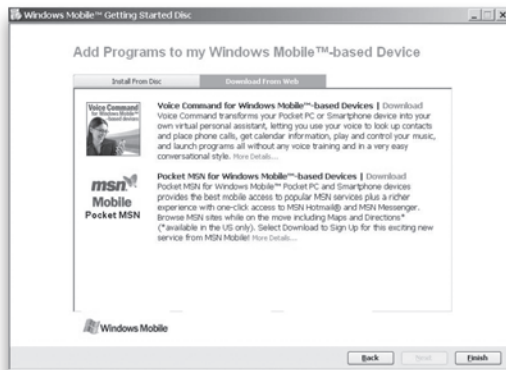 Windows Mobile™ Getting Started Disc
Add Programs to my Windows Mobile™-based Device
Install From Disc
Download From Web
Voice Command
for Windows Mobile™
based devices
Voice Command for Windows Mobile™-based Devices | Download
Voice Command transforms your Pocket PC or Smartphone device into your
own virtual personal assistant, letting you use your voice to look up contacts
and place phone calls, get calendar information, play and control your music,
and launch programs all without any voice training and in a very easy
conversational style. More Details...
msn
Mobile
Pocket MSN
Pocket MSN for Windows Mobile™-based Devices | Download
Pocket MSN for Windows Mobile™ Pocket PC and Smartphone devices
provides the best mobile access to popular MSN services plus a richer
experience with one-click access to MSN Hotmail® and MSN Messenger.
Browse MSN sites while on the move including Maps and Directions*
(*available in the US only). Select Download to Sign Up for this exciting new
service from MSN Mobile! More Details...
Windows Mobile
Back
Next
Finish